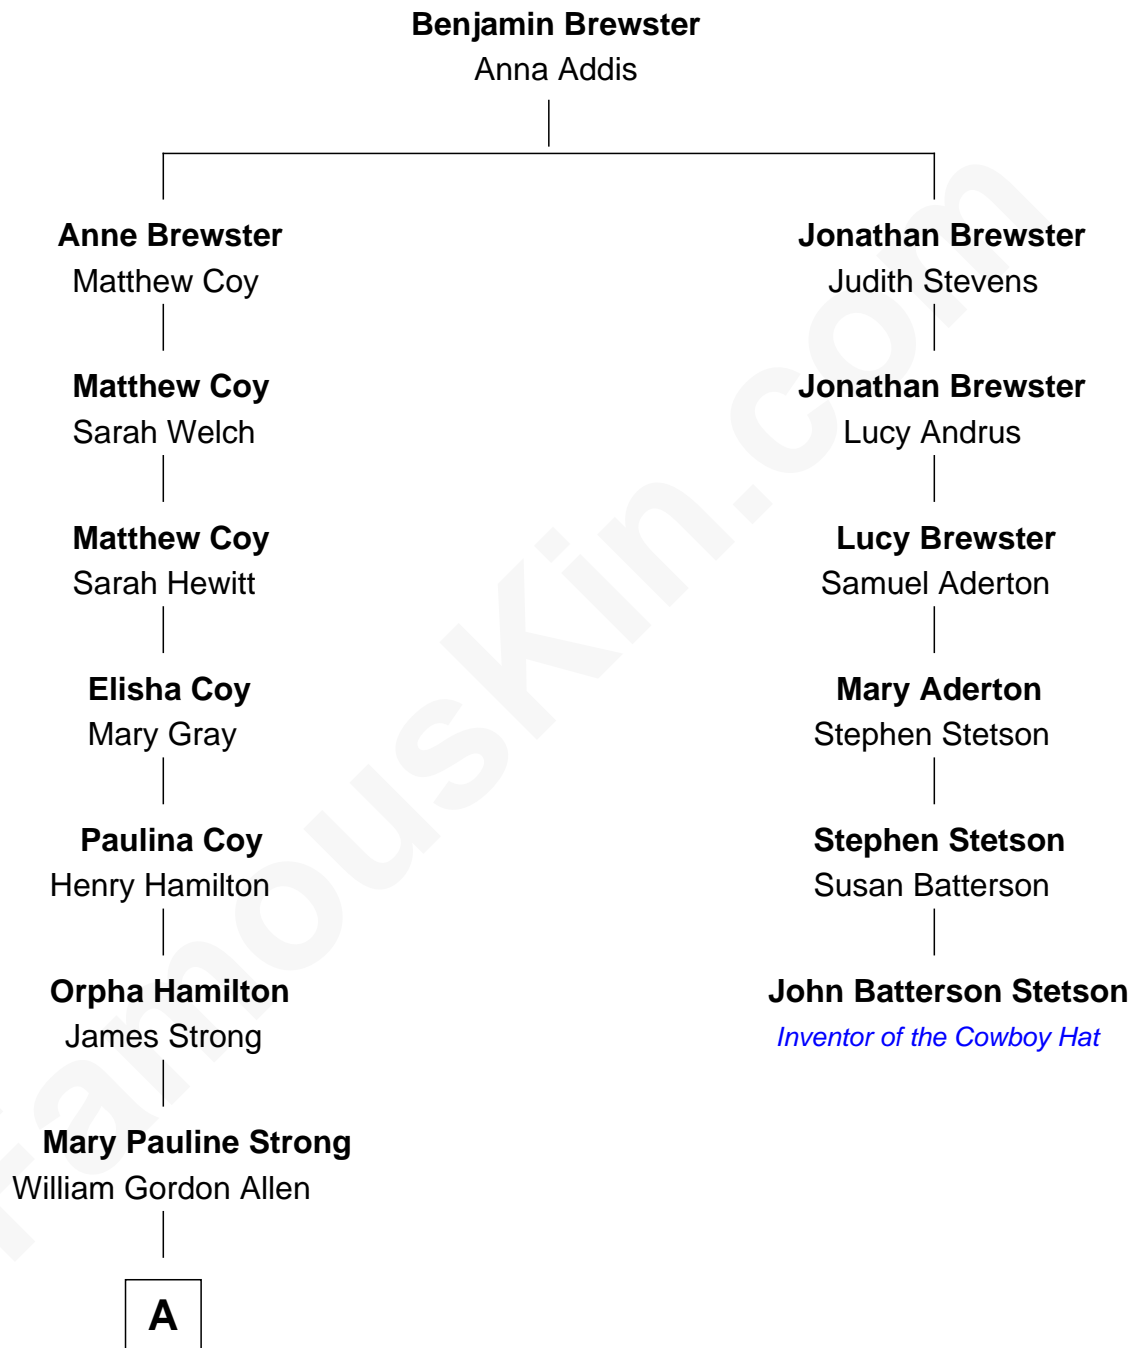 Benjamin Brewster
Anna Addis
Anne Brewster
Matthew Coy
Jonathan Brewster
Judith Stevens
Matthew Coy
Sarah Welch
Jonathan Brewster
Lucy Andrus
Matthew Coy
Sarah Hewitt
Lucy Brewster
Samuel Aderton
Elisha Coy
Mary Gray
Mary Aderton
Stephen Stetson
Paulina Coy
Henry Hamilton
Stephen Stetson
Susan Batterson
Orpha Hamilton
James Strong
John Batterson Stetson
Inventor of the Cowboy Hat
Mary Pauline Strong
William Gordon Allen
A
FamousKin.com